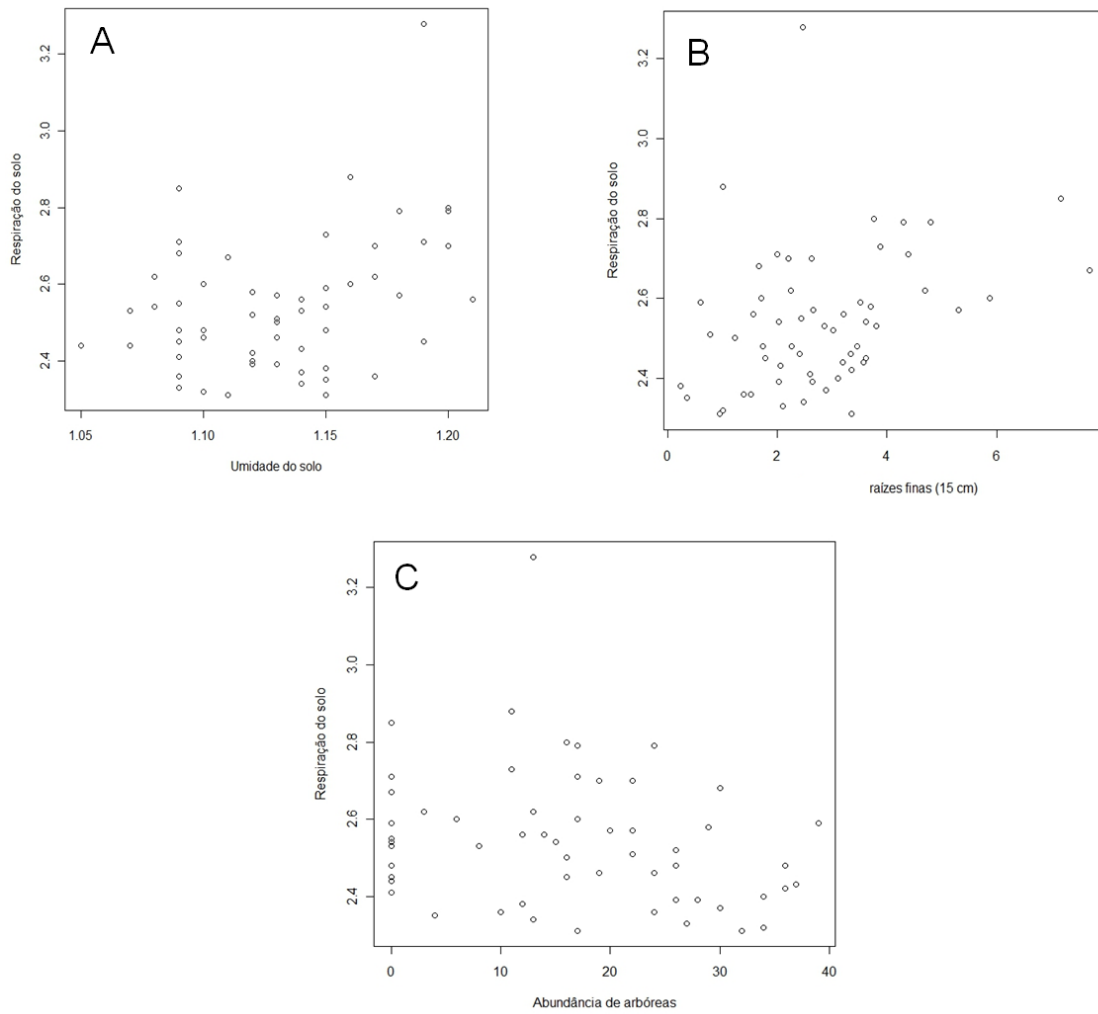 A
Respiração do solo
3.2
3.0
2.8
2.6
2.4
1.05 1.10 1.15 1.20
Umidade do solo
B
Respiração do solo
3.2
3.0
2.8
2.6
2.4
0 2 4 6
raízes finas (15 cm)
C
Respiração do solo
3.2
3.0
2.8
2.6
2.4
0 10 20 30 40
Abundância de arbóreas